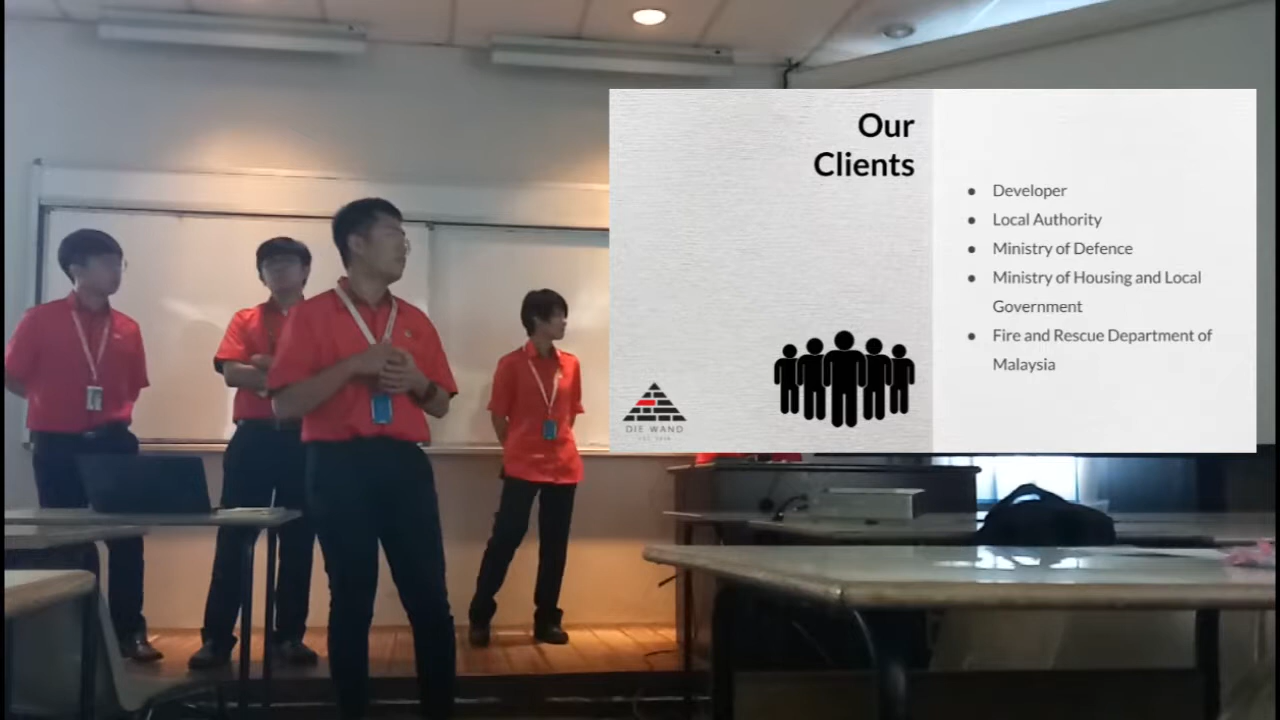 Our
Clients
● Developer
● Local Authority
● Ministry of Defence
● Ministry of Housing and Local
Government
● Fire and Rescue Department of
Malaysia
DIE WAND